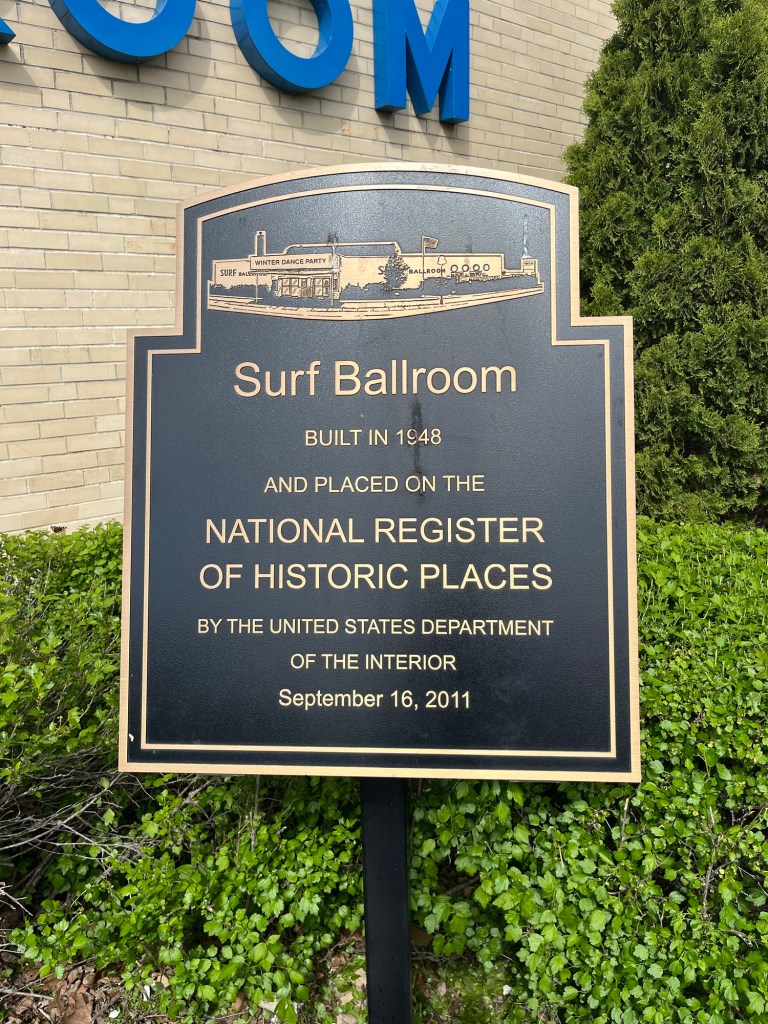 OOM
WINTER DANCE PARTY
SURF BALLROOM
BALLROOM
Surf Ballroom
BUILT IN 1948
AND PLACED ON THE
NATIONAL REGISTER
OF HISTORIC PLACES
BY THE UNITED STATES DEPARTMENT
OF THE INTERIOR
September 16, 2011